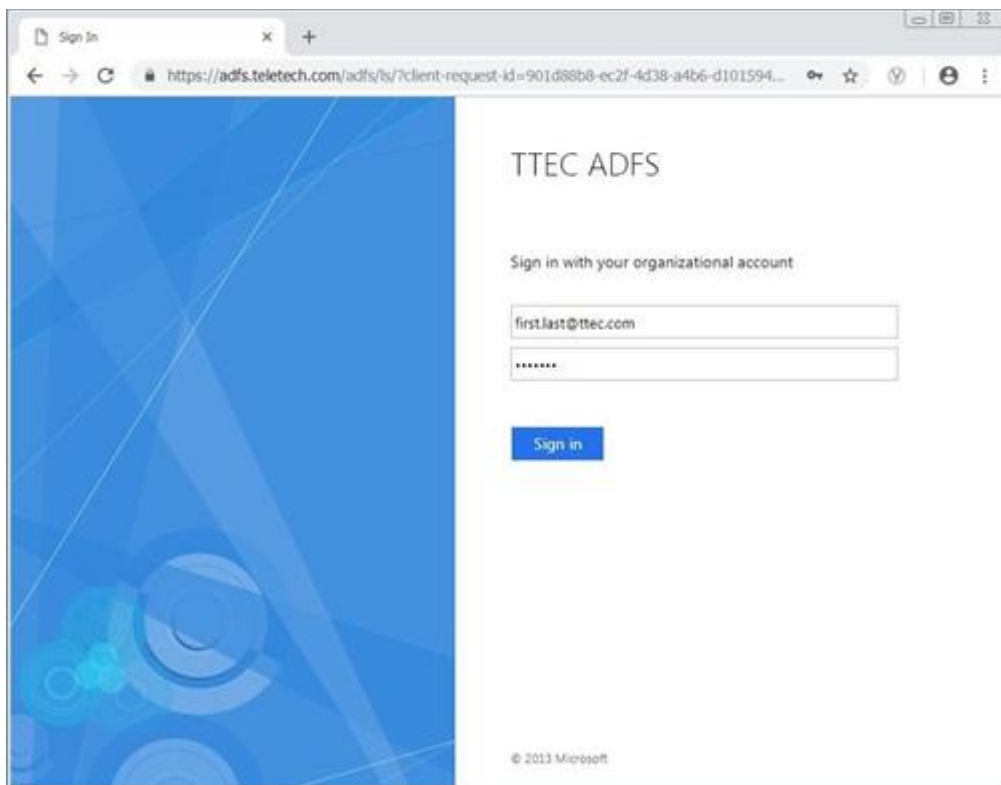 Sign In
https://adfs.teletech.com/adfs/ls/?client-request-id=901d88b8-ec2f-4d38-a4b6-d101594...
TTEC ADFS
Sign in with your organizational account
first.last@ttec.com
•••••••
Sign in
© 2013 Microsoft